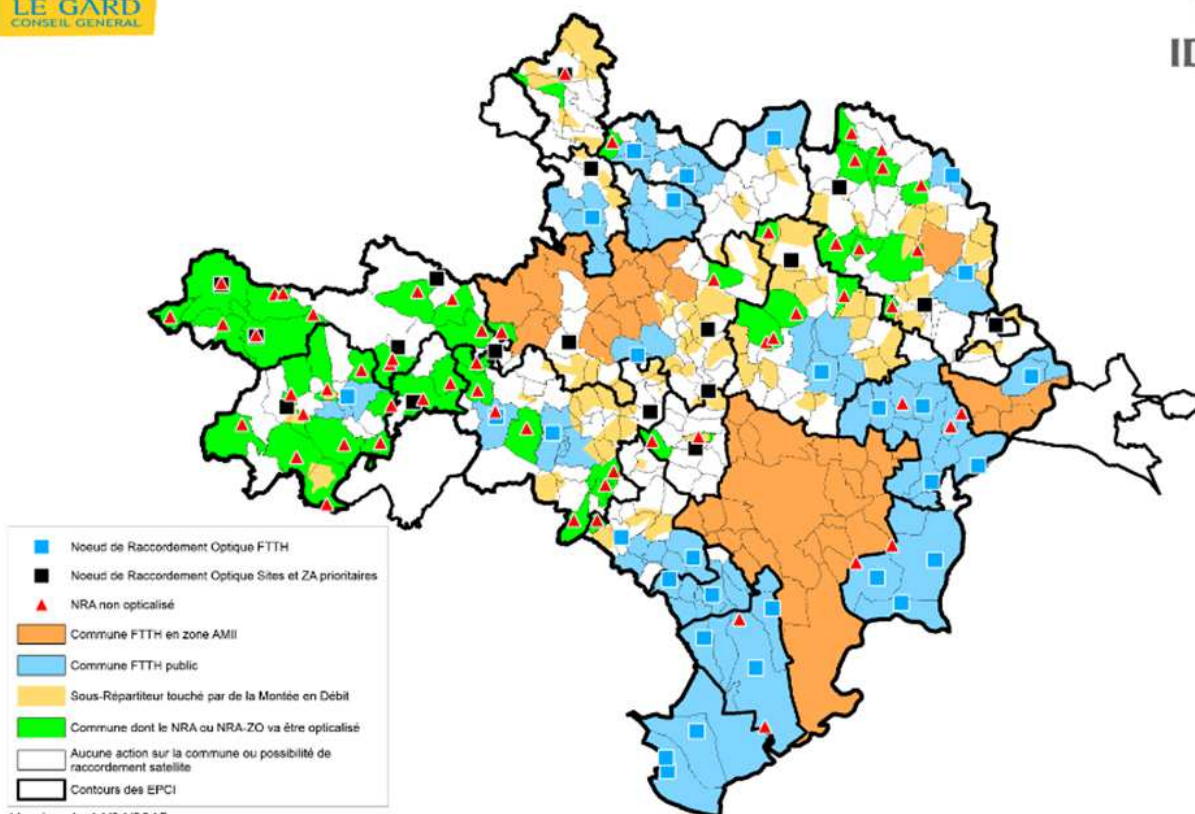 LE GARD
CONSEIL GENERAL
Noeud de Raccordement Optique FTTH
Noeud de Raccordement Optique Sites et ZA prioritaires
NRA non opticalisé
Commune FTTH en zone AMII
Commune FTTH public
Sous-Répartiteur touché par de la Montée en Débit
Commune dont le NRA ou NRA-ZO va être opticalisé
Aucune action sur la commune ou possibilité de
raccordement satellite
Contours des EPCI